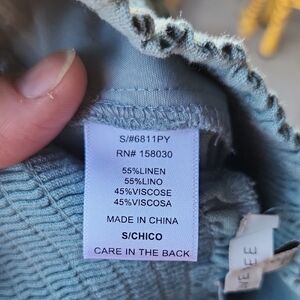 S/#6811PY
RN# 158030
55%LINEN
55%LINO
45%VISCOSE
45%VISCOSA
MADE IN CHINA
S/CHICO
CARE IN THE BACK